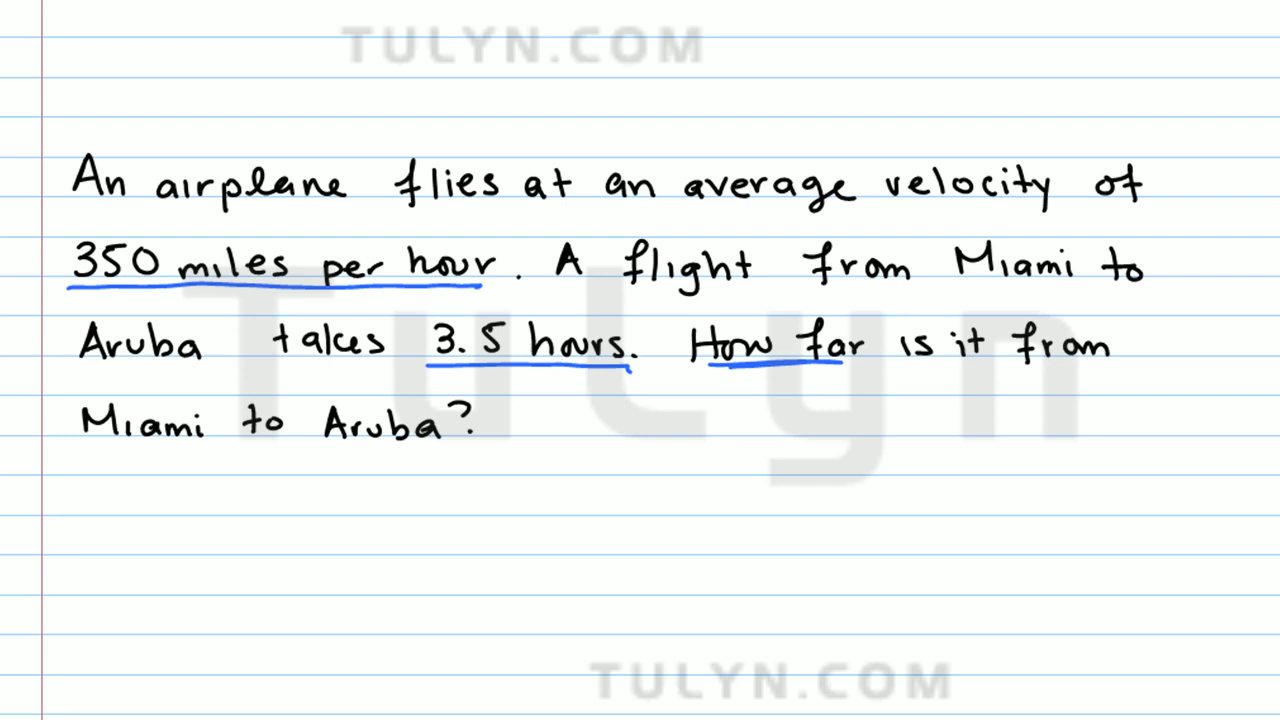 TULYN.COM
An airplane flies at an average velocity of
350 miles per hour. A flight from Miami to
Aruba takes 3.5 hours. How far is it from
Miami to Aruba?
Tulyn
TULYN.COM